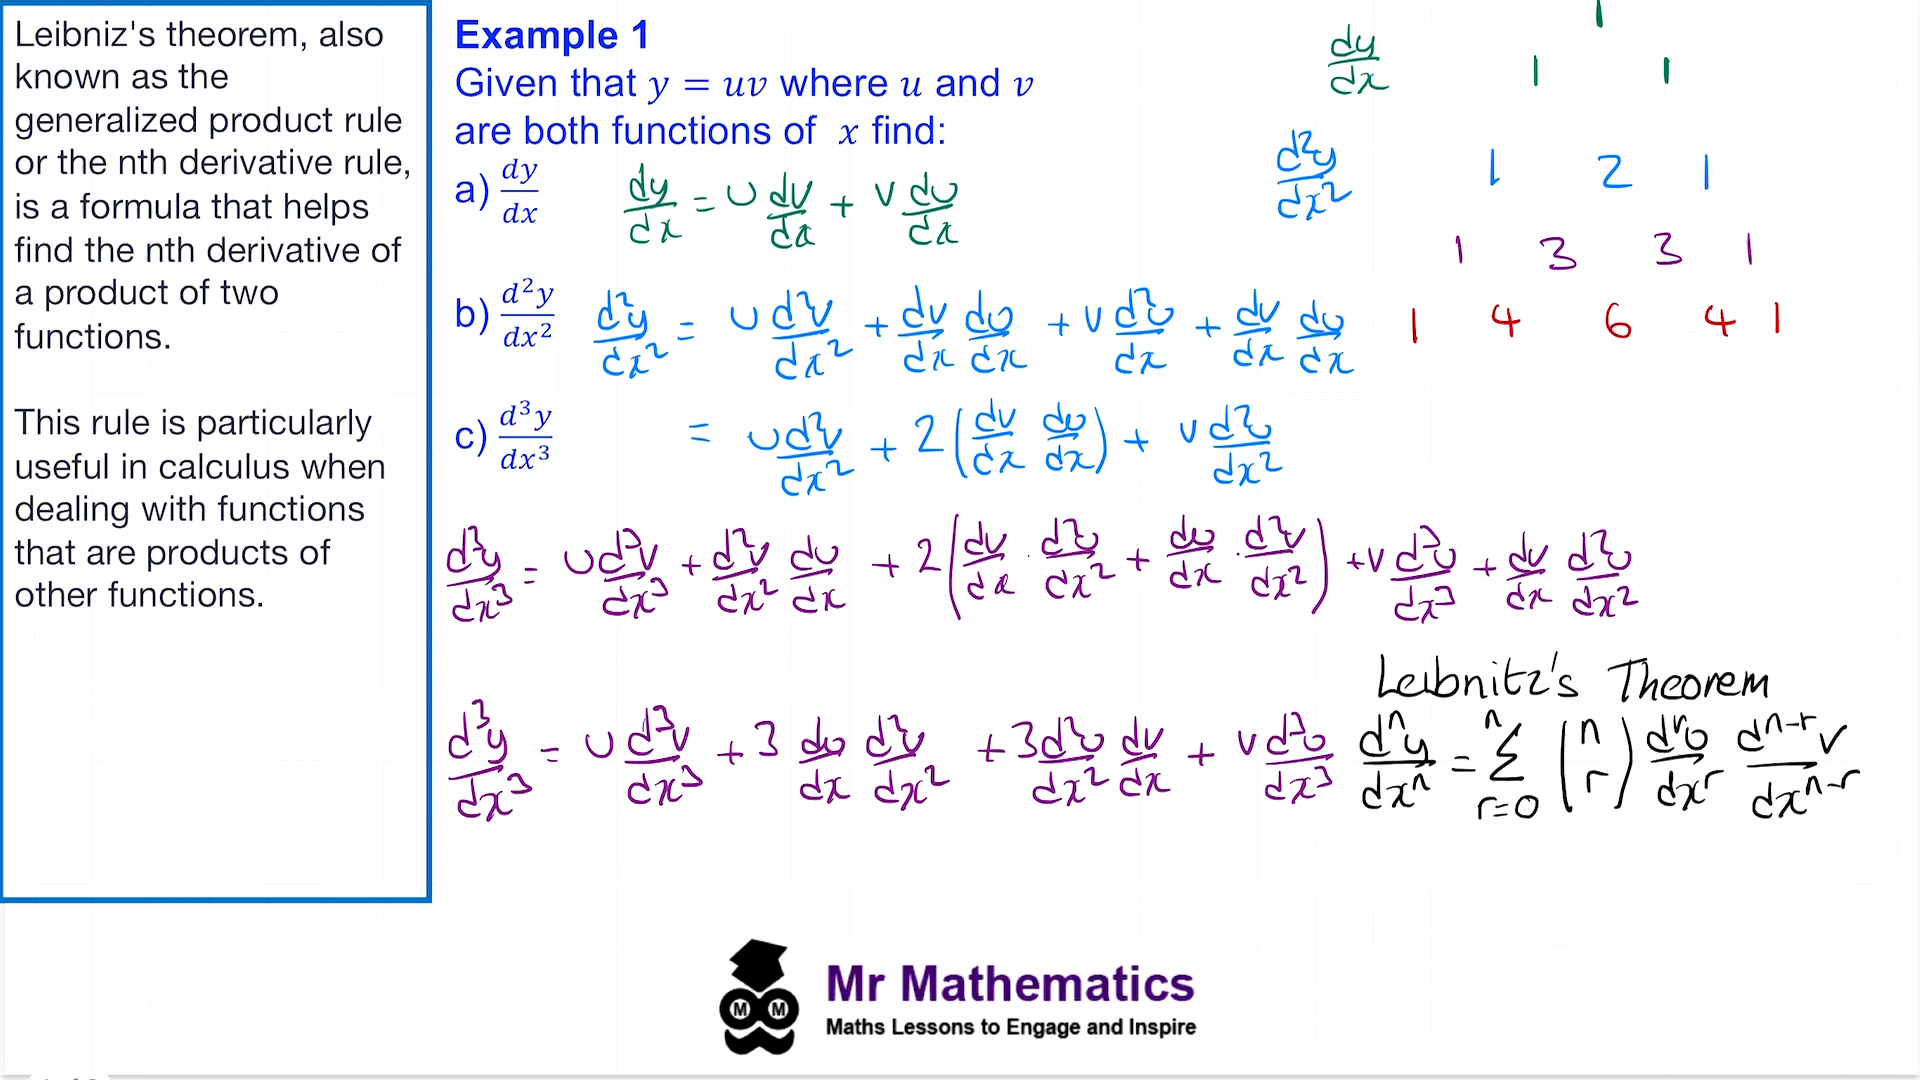 Leibniz's theorem, also
known as the
generalized product rule
or the nth derivative rule,
is a formula that helps
find the nth derivative of
a product of two
functions.
This rule is particularly
useful in calculus when
dealing with functions
that are products of
other functions.
Example 1
Given that y = uv where u and v
are both functions of x find:
a) dy/dx dy/dx = u dv/dx + v du/dx
b) d²y/dx² d²y/dx² = u d²v/dx² + dv/dx du/dx + v d²u/dx + dv/dx du/dx
c) d³y/dx³ = u d²v/dx² + 2(dv/dx du/dx) + v d²u/dx²
d³y/dx³ = u d³v/dx³ + d²v/dx² du/dx + 2(dv/dx · d²u/dx² + du/dx · d²v/dx²) + v d³u/dx³ + dv/dx d²u/dx²
d³y/dx³ = u d³v/dx³ + 3 du/dx d²v/dx² + 3 d²u/dx² dv/dx + v d³u/dx³
1
dy/dx 1 1
d²y/dx² 1 2 1
1 3 3 1
1 4 6 4 1
Leibnitz's Theorem
dⁿy/dxⁿ = n Σ r=0 (n r) dʳu/dxʳ dⁿ⁻ʳv/dxⁿ⁻ʳ
M M
Mr Mathematics
Maths Lessons to Engage and Inspire